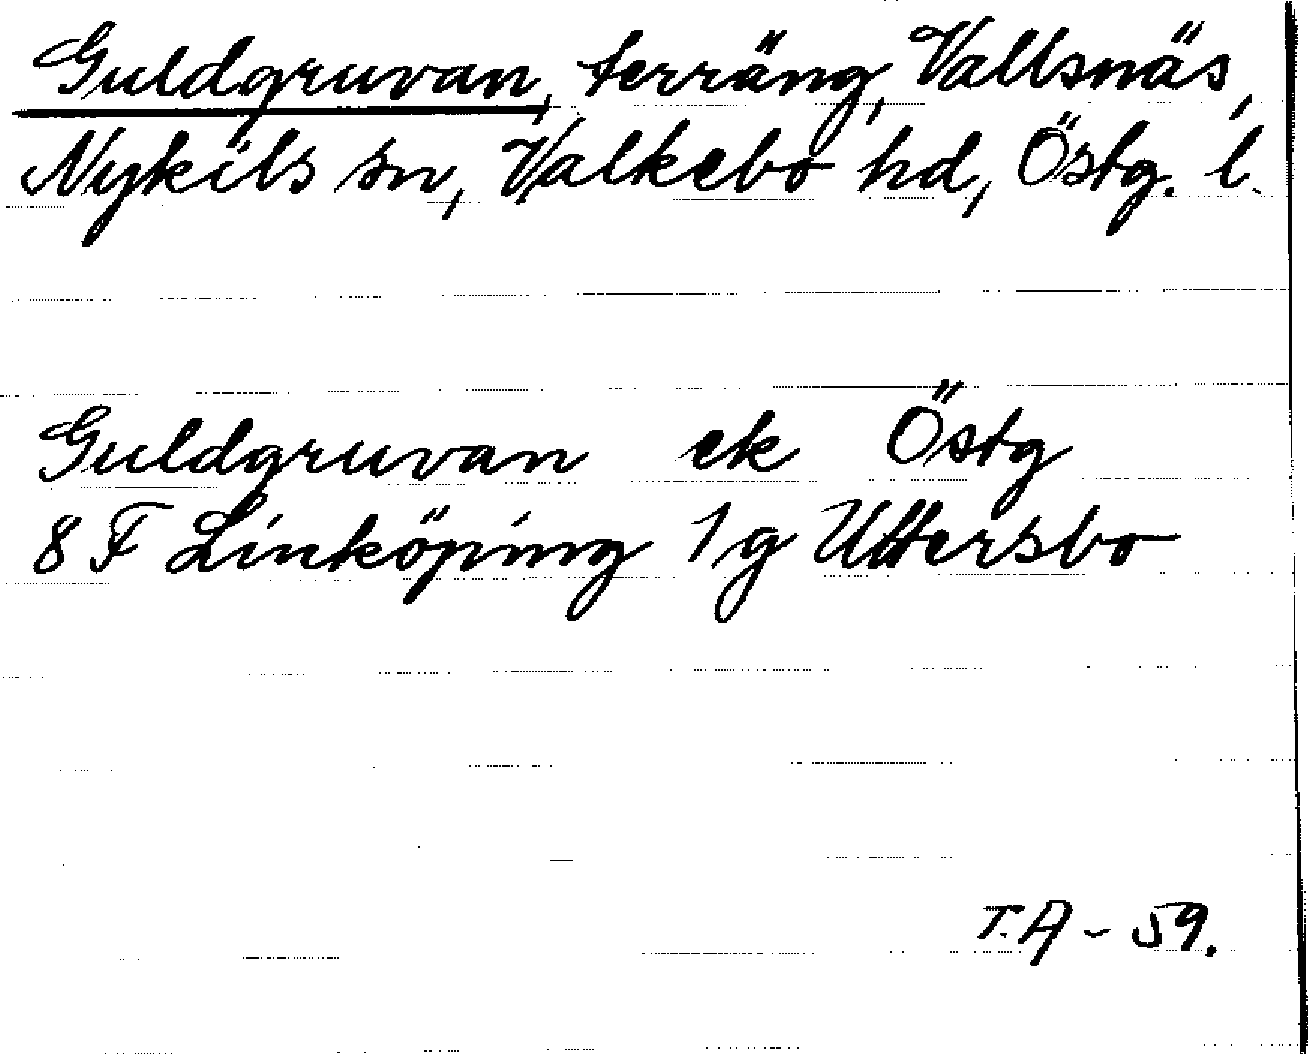 Guldgruvan, terräng, Vallsnäs,
Nykils sn, Valkebo hd, Östg. l.
Guldgruvan ek Östg
8 F Linköping 1 g Uttersbo
T.A - 59.